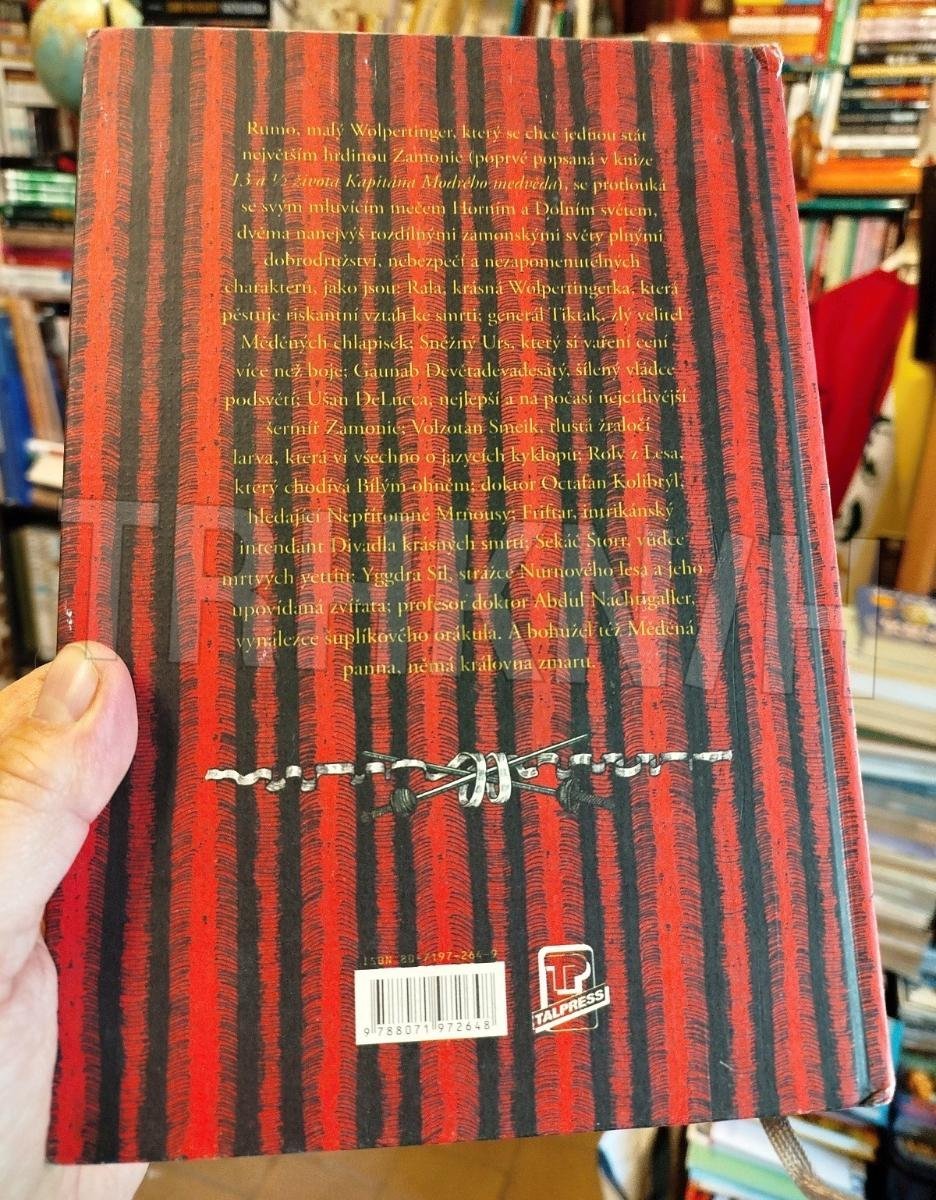 Rumo, malý Wolpertinger, který se chce jednou stát
největším hrdinou Zamonie (poprvé popsaná v knize
13 a ½ života Kapitána Modrého medvěda), se protlouká
se svým mluvícím mečem Horním a Dolním světem,
dvěma nanejvýš rozdílnými zamonskými světy plnými
dobrodružství, nebezpečí a nezapomenutelných
charakterů, jako jsou: Rala, krásná Wolpertingerka, která
pěstuje riskantní vztah ke smrti; generál Tiktak, zlý velitel
Měděných chlapisek; Sněžný Urs, který si vaření cení
více než boje; Gaunab Devětadevadesátý, šílený vládce
podsvětí; Ušan DeLucca, nejlepší a na počasí nejcitlivější
šermíř Zamonie; Volzotan Smeik, tlustá žraločí
larva, která ví všechno o jazycích kyklopů; Rolv z Lesa,
který chodívá Bílým ohněm; doktor Octafan Kolibryl,
hledající Nepřítomné Mrňousy; Friftar, intrikánský
intendant Divadla krásných smrtí; Sekáč Storr, vůdce
mrtvých yettiů; Yggdra Sil, strážce Nurnového lesa a jeho
upovídaná zvířata; profesor doktor Abdul Nachtigaller,
vynálezce šuplíkového orákula. A bohužel též Měděná
panna, němá královna zmaru.
ISBN 80-7197-264-9
9 788071 972648
TP
TALPRESS